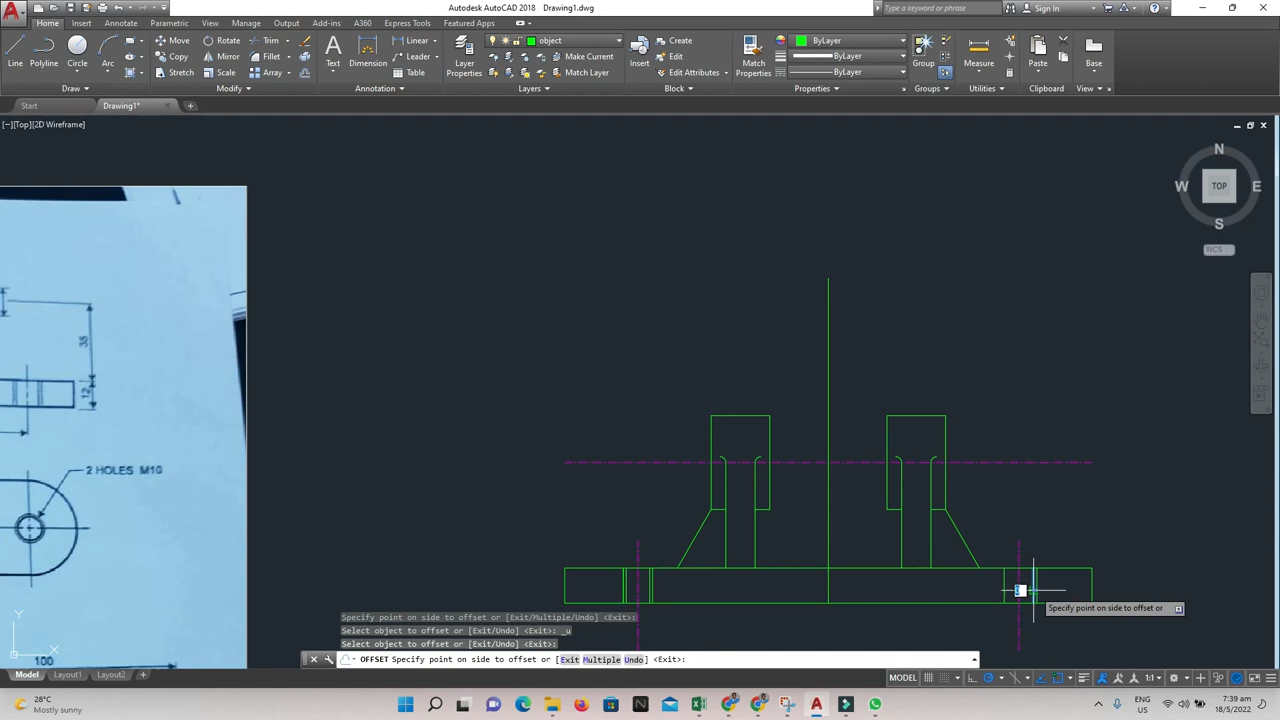 Autodesk AutoCAD 2018 Drawing1.dwg
Type a keyword or phrase
Sign In
Home Insert Annotate Parametric View Manage Output Add-ins A360 Express Tools Featured Apps
Line Polyline Circle Arc
Move Rotate Trim
Copy Mirror Fillet
Stretch Scale Array
Text Dimension
Linear
Leader
Table
Layer
Properties
object
Make Current
Match Layer
Insert
Create
Edit
Edit Attributes
Match
Properties
ByLayer
ByLayer
ByLayer
Group
Measure
Paste
Base
Draw Modify Annotation Layers Block Properties Groups Utilities Clipboard View
Start Drawing1*
[−][Top][2D Wireframe]
N
W TOP E
S
WCS
38
12
2 HOLES M10
Y
X
100
Specify point on side to offset or
Specify point on side to offset or [Exit/Multiple/Undo] <Exit>:
Select object to offset or [Exit/Undo] <Exit>: _u
Select object to offset or [Exit/Undo] <Exit>:
OFFSET Specify point on side to offset or [Exit Multiple Undo] <Exit>:
Model Layout1 Layout2
MODEL
1:1
28°C
Mostly sunny
ENG
US
7:39 am
18/5/2022